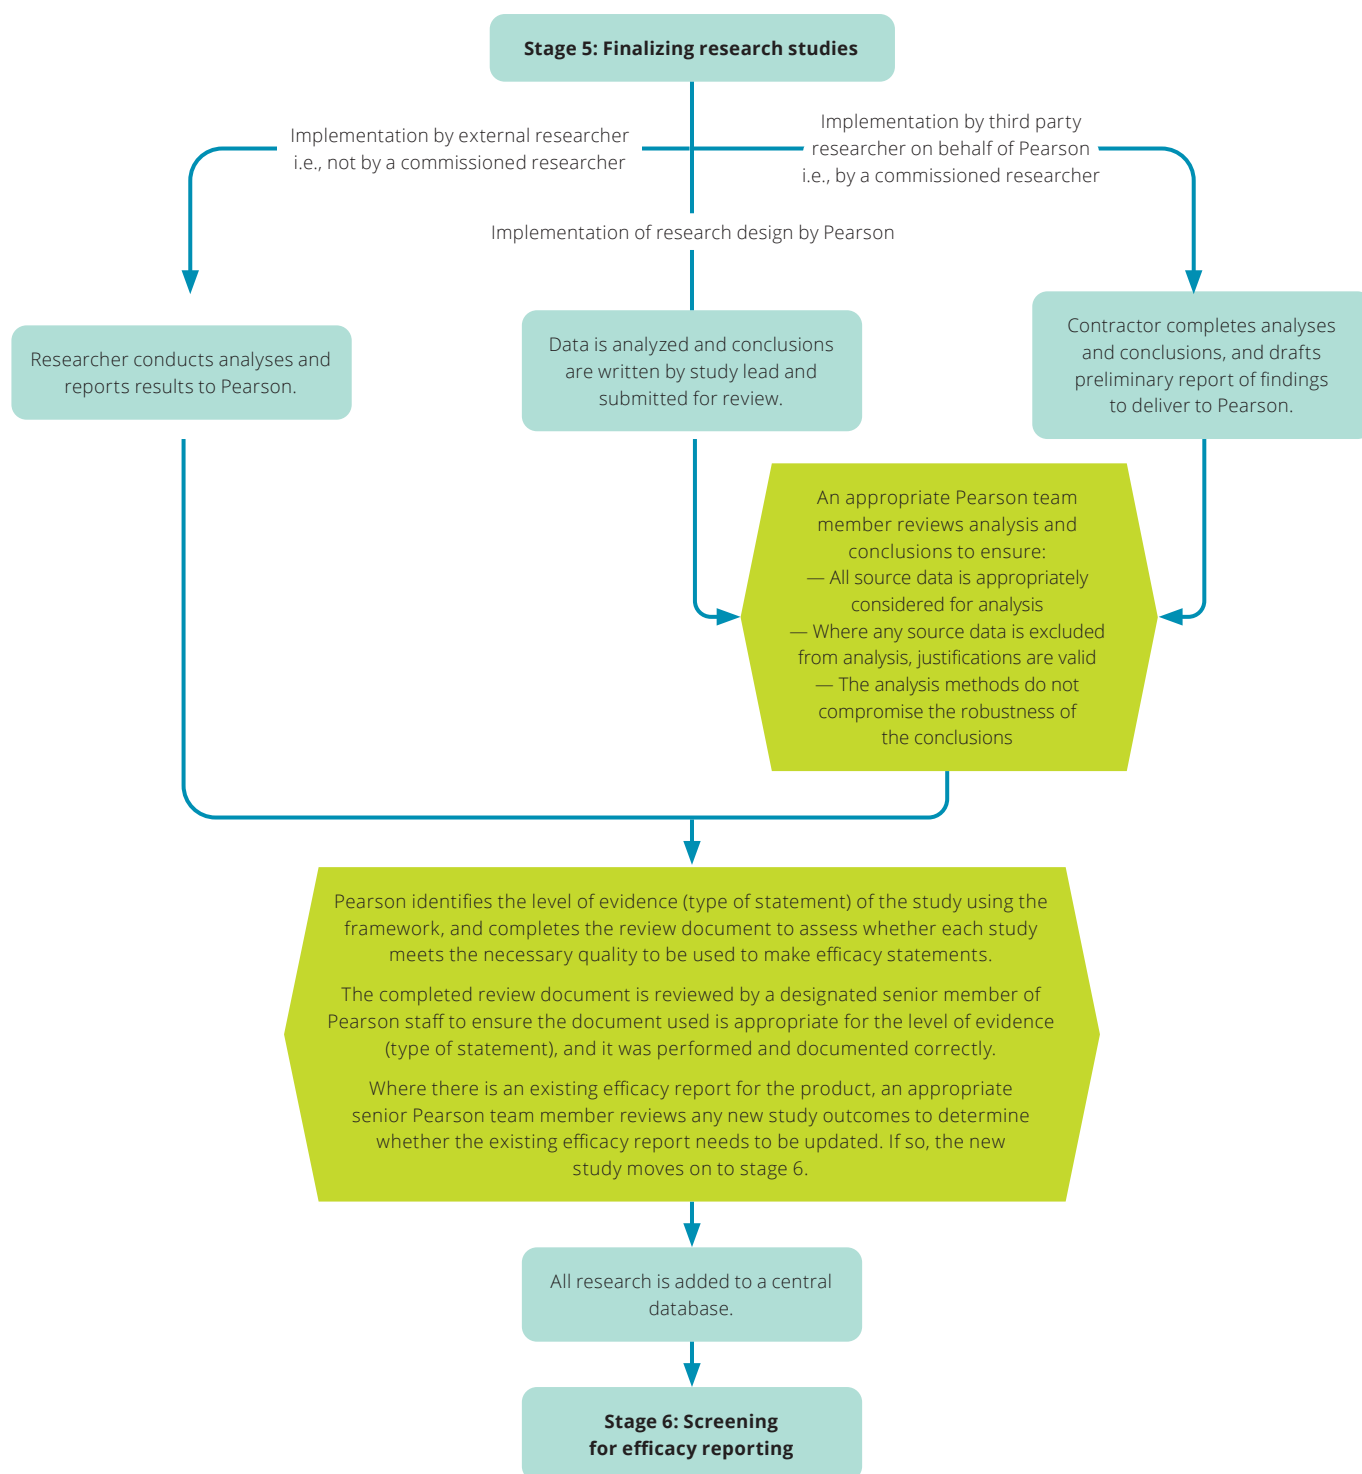 Stage 5: Finalizing research studies
Implementation by external researcher
i.e., not by a commissioned researcher
Implementation by third party
researcher on behalf of Pearson
i.e., by a commissioned researcher
Implementation of research design by Pearson
Researcher conducts analyses and
reports results to Pearson.
Data is analyzed and conclusions
are written by study lead and
submitted for review.
Contractor completes analyses
and conclusions, and drafts
preliminary report of findings
to deliver to Pearson.
An appropriate Pearson team
member reviews analysis and
conclusions to ensure:
— All source data is appropriately
considered for analysis
— Where any source data is excluded
from analysis, justifications are valid
— The analysis methods do not
compromise the robustness of
the conclusions
Pearson identifies the level of evidence (type of statement) of the study using the
framework, and completes the review document to assess whether each study
meets the necessary quality to be used to make efficacy statements.
The completed review document is reviewed by a designated senior member of
Pearson staff to ensure the document used is appropriate for the level of evidence
(type of statement), and it was performed and documented correctly.
Where there is an existing efficacy report for the product, an appropriate
senior Pearson team member reviews any new study outcomes to determine
whether the existing efficacy report needs to be updated. If so, the new
study moves on to stage 6.
All research is added to a central
database.
Stage 6: Screening
for efficacy reporting